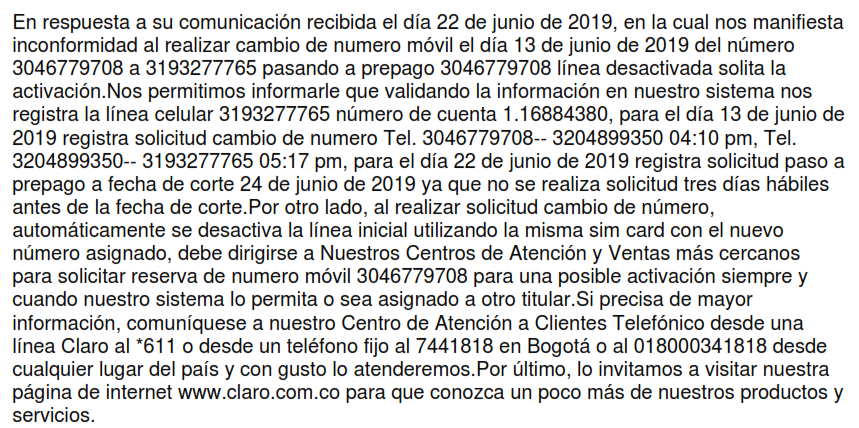 En respuesta a su comunicación recibida el día 22 de junio de 2019, en la cual nos manifiesta
inconformidad al realizar cambio de numero móvil el día 13 de junio de 2019 del número
3046779708 a 3193277765 pasando a prepago 3046779708 línea desactivada solita la
activación.Nos permitimos informarle que validando la información en nuestro sistema nos
registra la línea celular 3193277765 número de cuenta 1.16884380, para el día 13 de junio de
2019 registra solicitud cambio de numero Tel. 3046779708-- 3204899350 04:10 pm, Tel.
3204899350-- 3193277765 05:17 pm, para el día 22 de junio de 2019 registra solicitud paso a
prepago a fecha de corte 24 de junio de 2019 ya que no se realiza solicitud tres días hábiles
antes de la fecha de corte.Por otro lado, al realizar solicitud cambio de número,
automáticamente se desactiva la línea inicial utilizando la misma sim card con el nuevo
número asignado, debe dirigirse a Nuestros Centros de Atención y Ventas más cercanos
para solicitar reserva de numero móvil 3046779708 para una posible activación siempre y
cuando nuestro sistema lo permita o sea asignado a otro titular.Si precisa de mayor
información, comuníquese a nuestro Centro de Atención a Clientes Telefónico desde una
línea Claro al *611 o desde un teléfono fijo al 7441818 en Bogotá o al 018000341818 desde
cualquier lugar del país y con gusto lo atenderemos.Por último, lo invitamos a visitar nuestra
página de internet www.claro.com.co para que conozca un poco más de nuestros productos y
servicios.